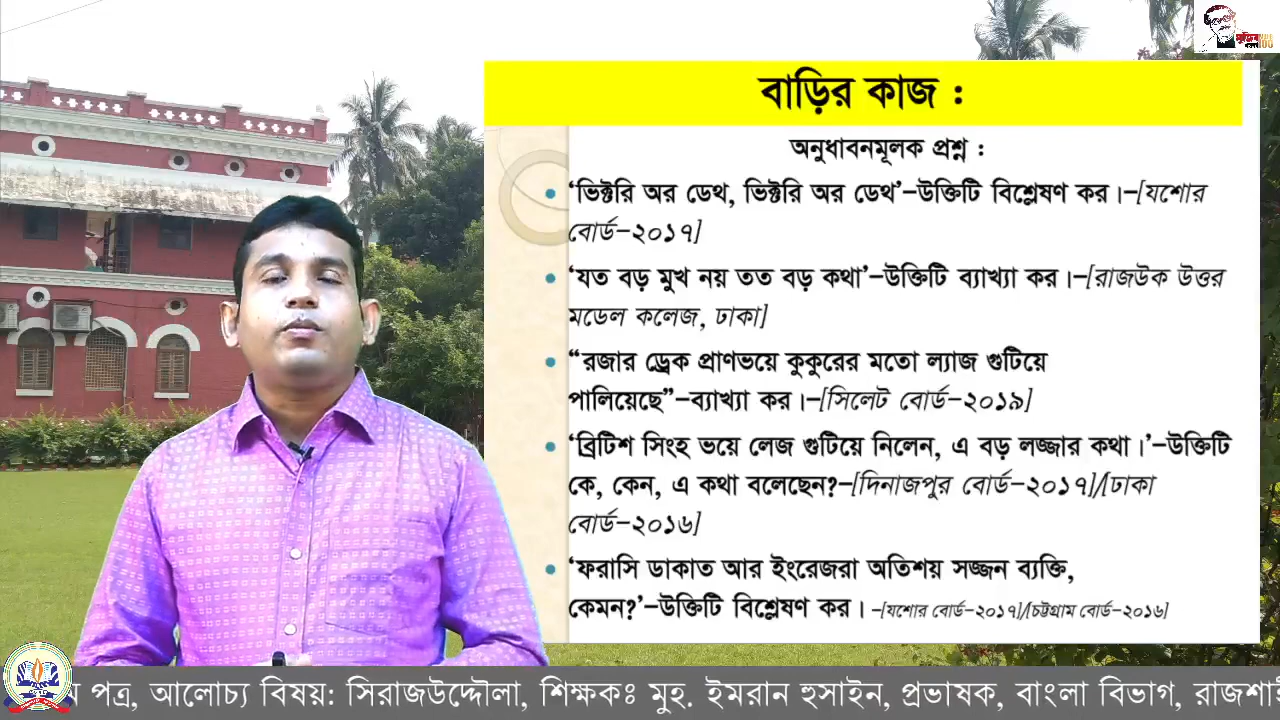 বাড়ির কাজ :
অনুধাবনমূলক প্রশ্ন :
• ‘ভিক্টরি অর ডেথ, ভিক্টরি অর ডেথ’–উক্তিটি বিশ্লেষণ কর।–[যশোর
বোর্ড–২০১৭]
• ‘যত বড় মুখ নয় তত বড় কথা’–উক্তিটি ব্যাখ্যা কর।–[রাজউক উত্তর
মডেল কলেজ, ঢাকা]
• “রজার ড্রেক প্রাণভয়ে কুকুরের মতো ল্যাজ গুটিয়ে
পালিয়েছে”–ব্যাখ্যা কর।–[সিলেট বোর্ড–২০১৯]
• ‘ব্রিটিশ সিংহ ভয়ে লেজ গুটিয়ে নিলেন, এ বড় লজ্জার কথা।’–উক্তিটি
কে, কেন, এ কথা বলেছেন?–[দিনাজপুর বোর্ড–২০১৭]/[ঢাকা
বোর্ড–২০১৬]
• ‘ফরাসি ডাকাত আর ইংরেজরা অতিশয় সজ্জন ব্যক্তি,
কেমন?’–উক্তিটি বিশ্লেষণ কর। –[যশোর বোর্ড–২০১৭]/[চট্টগ্রাম বোর্ড–২০১৬]
পত্র, আলোচ্য বিষয়: সিরাজউদ্দৌলা, শিক্ষকঃ মুহ. ইমরান হুসাইন, প্রভাষক, বাংলা বিভাগ, রাজশাহী